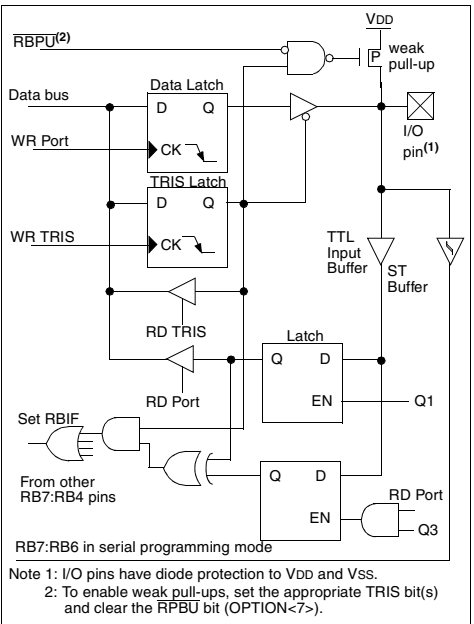 VDD
RBPU(2)
P
weak
pull-up
Data Latch
Data bus
D Q
WR Port
CK
I/O
pin(1)
TRIS Latch
D Q
WR TRIS
CK
TTL
Input
Buffer
ST
Buffer
RD TRIS
Latch
Q D
RD Port
EN
Q1
Set RBIF
From other
RB7:RB4 pins
Q D
RD Port
EN
Q3
RB7:RB6 in serial programming mode
Note 1: I/O pins have diode protection to VDD and VSS.
2: To enable weak pull-ups, set the appropriate TRIS bit(s)
and clear the RPBU bit (OPTION<7>).